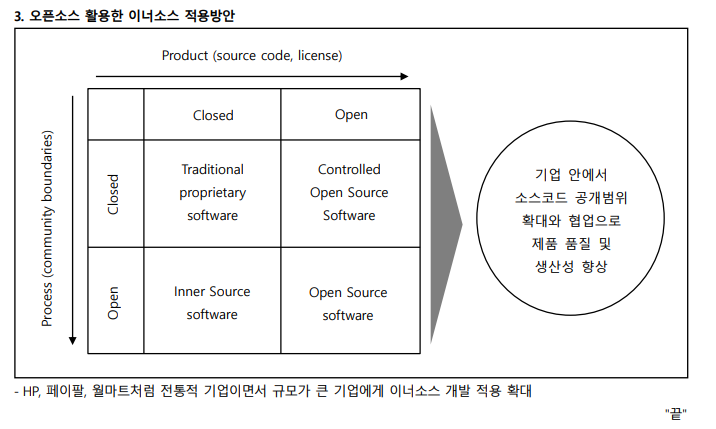 3. 오픈소스 활용한 이너소스 적용방안
Product (source code, license)
Process (community boundaries)
Closed
Open
Closed
Traditional
proprietary
software
Controlled
Open Source
Software
Open
Inner Source
software
Open Source
software
기업 안에서
소스코드 공개범위
확대와 협업으로
제품 품질 및
생산성 향상
- HP, 페이팔, 월마트처럼 전통적 기업이면서 규모가 큰 기업에게 이너소스 개발 적용 확대
"끝"